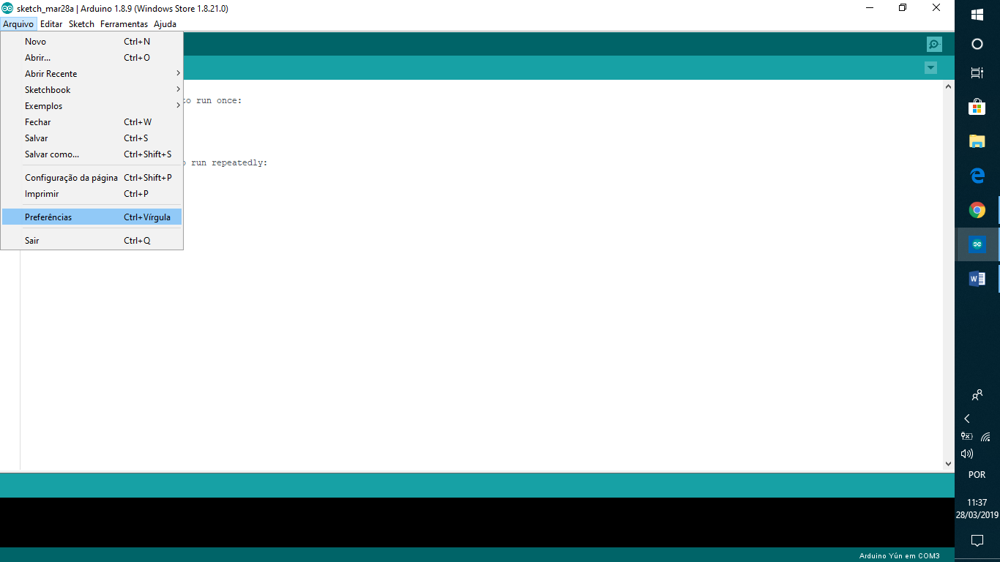 sketch_mar28a | Arduino 1.8.9 (Windows Store 1.8.21.0)
Arquivo Editar Sketch Ferramentas Ajuda
Novo Ctrl+N
Abrir... Ctrl+O
Abrir Recente
Sketchbook
Exemplos
Fechar Ctrl+W
Salvar Ctrl+S
Salvar como... Ctrl+Shift+S
Configuração da página Ctrl+Shift+P
Imprimir Ctrl+P
Preferências Ctrl+Vírgula
Sair Ctrl+Q
to run once:
run repeatedly:
POR
11:37
28/03/2019
Arduino Yún em COM3